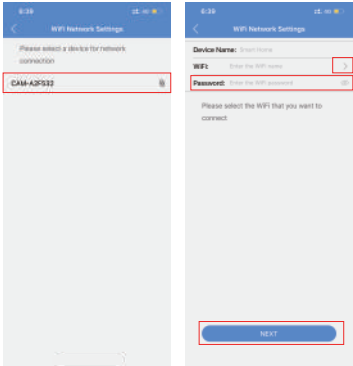 6:39
WiFi Network Settings
Please select a device for network
connection
CAM-A2F533
6:39
WiFi Network Settings
Device Name: Smart Home
WiFi: Enter the WiFi name
Password: Enter the WiFi password
Please select the WiFi that you want to
connect
NEXT